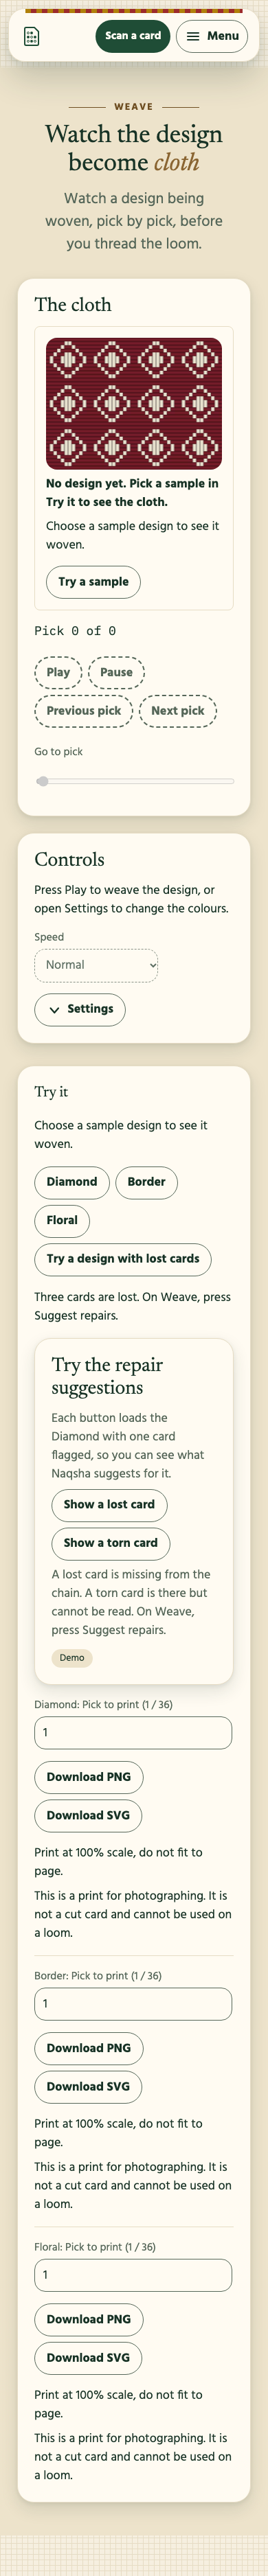 Scan a card
Menu
WEAVE
Watch the design
become cloth
Watch a design being
woven, pick by pick, before
you thread the loom.
The cloth
No design yet. Pick a sample in
Try it to see the cloth.
Choose a sample design to see it
woven.
Try a sample
Pick 0 of 0
Play
Pause
Previous pick
Next pick
Go to pick
Controls
Press Play to weave the design, or
open Settings to change the colours.
Speed
Normal
Settings
Try it
Choose a sample design to see it
woven.
Diamond
Border
Floral
Try a design with lost cards
Three cards are lost. On Weave, press
Suggest repairs.
Try the repair
suggestions
Each button loads the
Diamond with one card
flagged, so you can see what
Naqsha suggests for it.
Show a lost card
Show a torn card
A lost card is missing from the
chain. A torn card is there but
cannot be read. On Weave,
press Suggest repairs.
Demo
Diamond: Pick to print (1 / 36)
1
Download PNG
Download SVG
Print at 100% scale, do not fit to
page.
This is a print for photographing. It is
not a cut card and cannot be used on
a loom.
Border: Pick to print (1 / 36)
1
Download PNG
Download SVG
Print at 100% scale, do not fit to
page.
This is a print for photographing. It is
not a cut card and cannot be used on
a loom.
Floral: Pick to print (1 / 36)
1
Download PNG
Download SVG
Print at 100% scale, do not fit to
page.
This is a print for photographing. It is
not a cut card and cannot be used on
a loom.